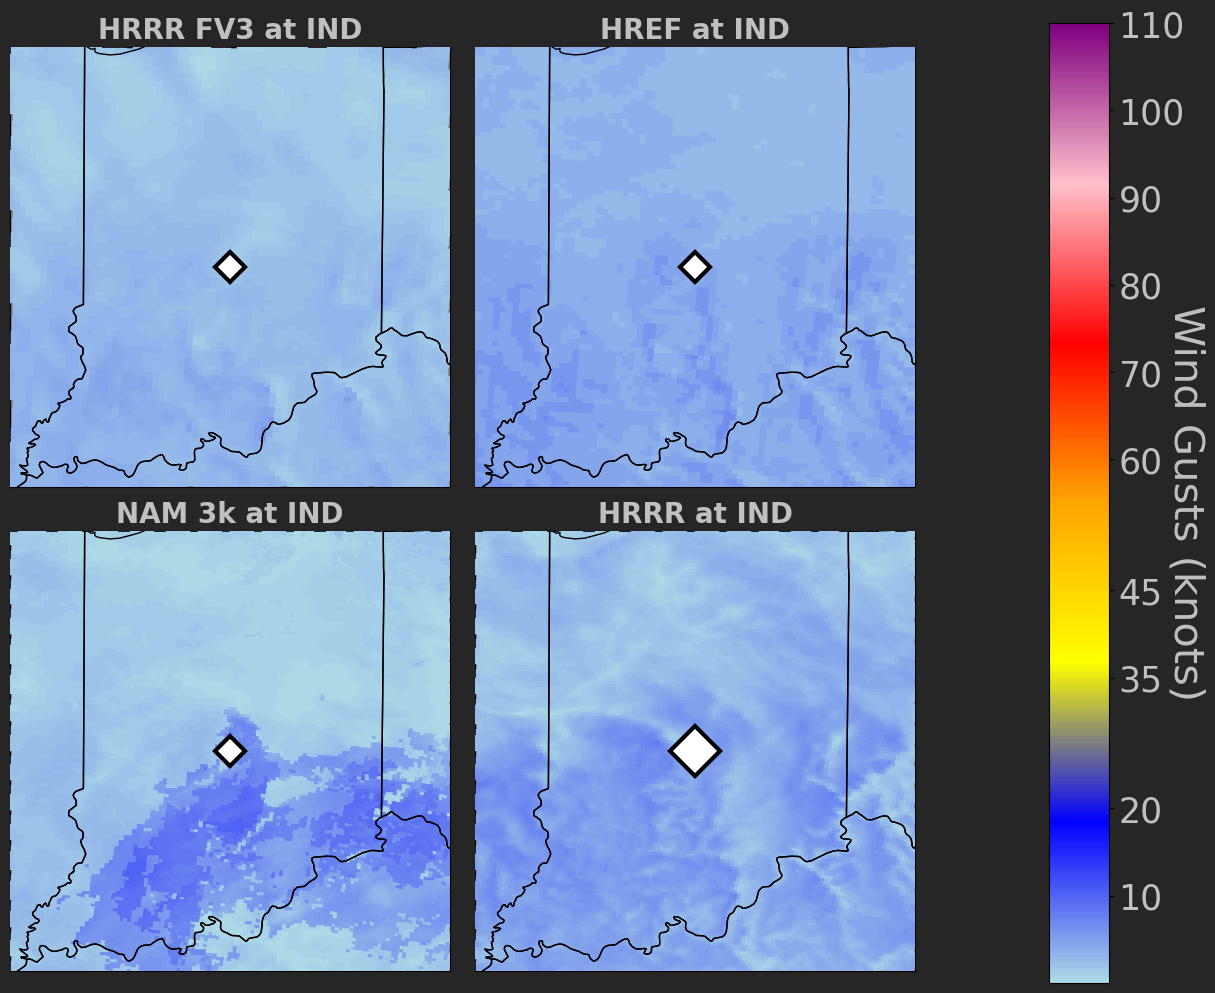 HRRR FV3 at IND
HREF at IND
NAM 3k at IND
HRRR at IND
110
100
90
80
70
60
45
35
20
10
Wind Gusts (knots)